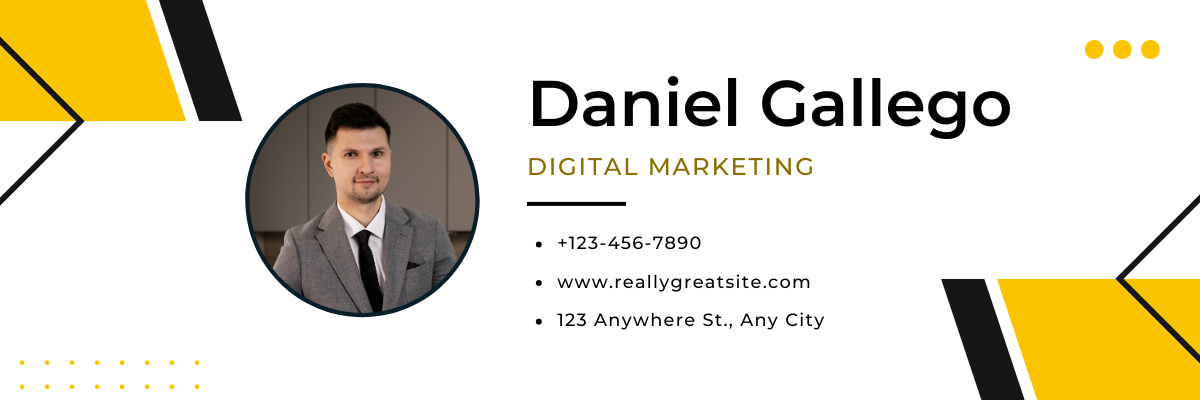 Daniel Gallego
DIGITAL MARKETING
+123-456-7890
www.reallygreatsite.com
123 Anywhere St., Any City